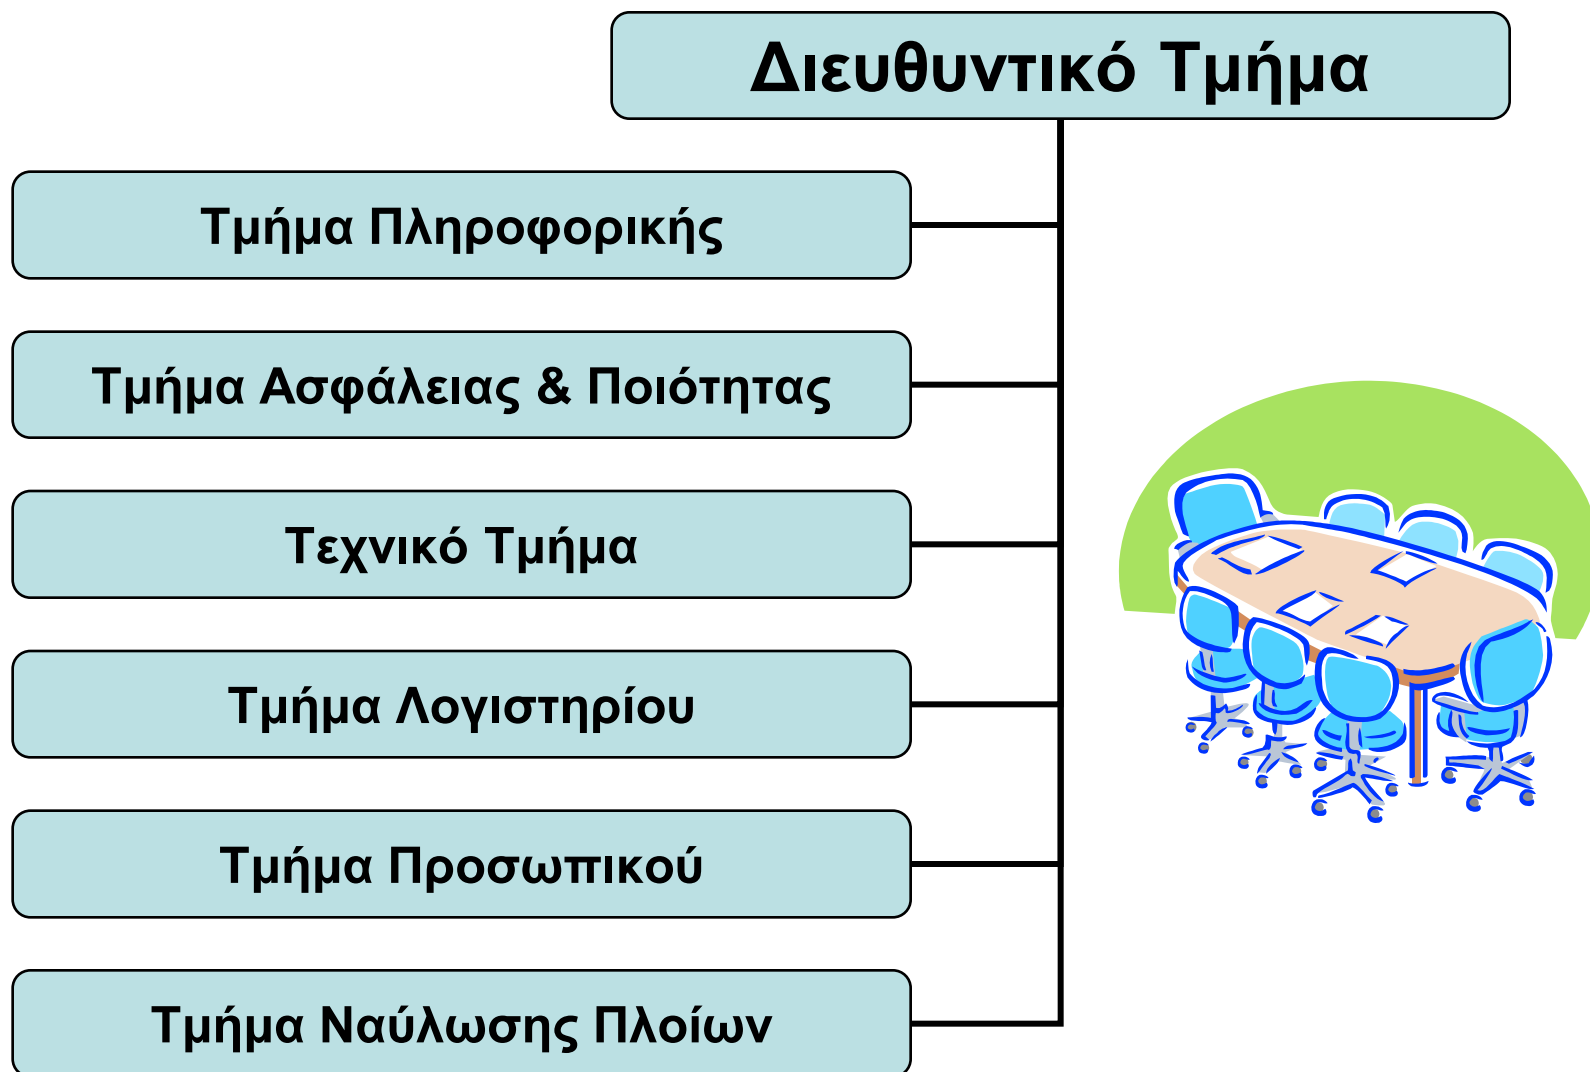 Διευθυντικό Τμήμα
Τμήμα Πληροφορικής
Τμήμα Ασφάλειας & Ποιότητας
Τεχνικό Τμήμα
Τμήμα Λογιστηρίου
Τμήμα Προσωπικού
Τμήμα Ναύλωσης Πλοίων